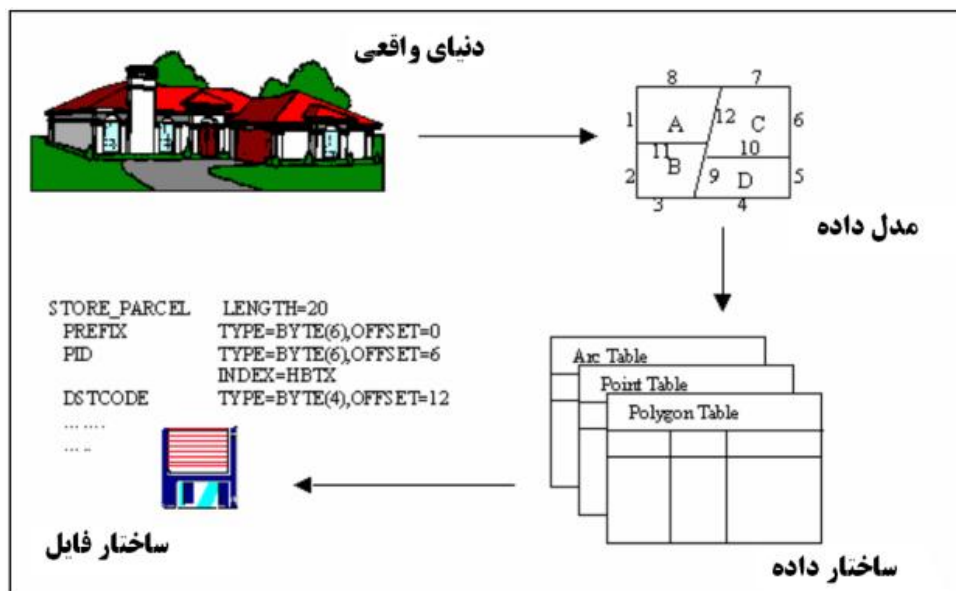 دنیای واقعی
8 7
1 A 12 C 6
11 10
2 B 9 D 5
3 4
مدل داده
Arc Table
Point Table
Polygon Table
ساختار داده
STORE_PARCEL LENGTH=20
PREFIX TYPE=BYTE(6),OFFSET=0
PID TYPE=BYTE(6),OFFSET=6
INDEX=HBTX
DSTCODE TYPE=BYTE(4),OFFSET=12
... ....
... ..
ساختار فایل